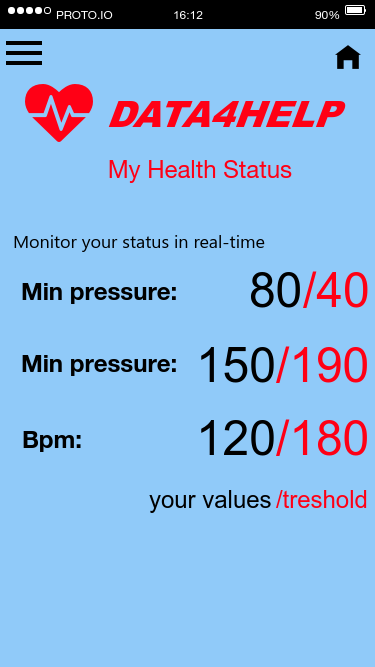 PROTO.IO 16:12 90%
DATA4HELP
My Health Status
Monitor your status in real-time
Min pressure: 80/40
Min pressure: 150/190
Bpm: 120/180
your values /treshold